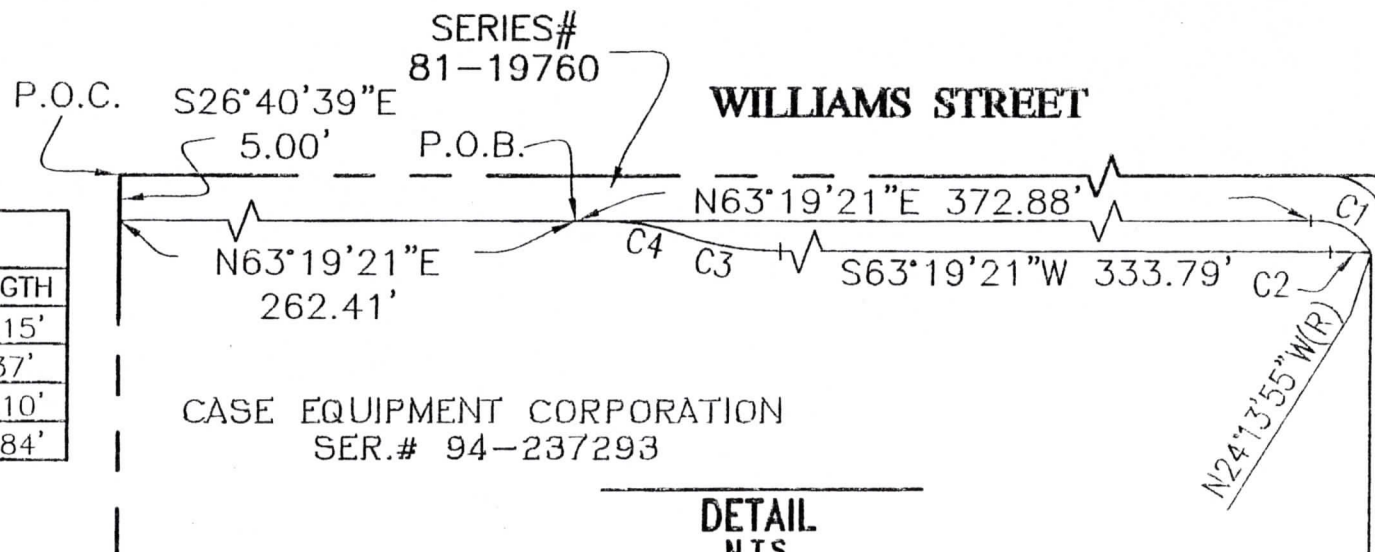 SERIES#
81-19760
P.O.C.
S26°40'39"E
5.00'
P.O.B.
WILLIAMS STREET
N63°19'21"E 372.88'
C1
C4
C3
N63°19'21"E
262.41'
S63°19'21"W 333.79'
C2
N24°13'55"W(R)
GTH
15'
37'
10'
84'
CASE EQUIPMENT CORPORATION
SER.# 94-237293
DETAIL
N.T.S.